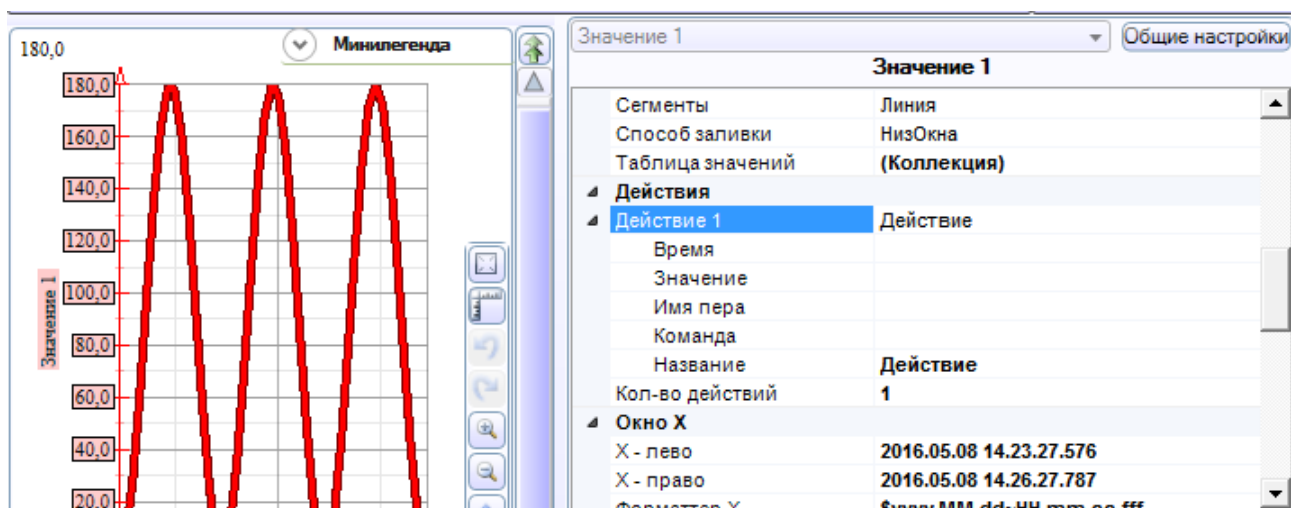 180,0
Минилегенда
180,0
160,0
140,0
120,0
100,0
80,0
60,0
40,0
20,0
Значение 1
Значение 1
Общие настройки
Значение 1
Сегменты Линия
Способ заливки НизОкна
Таблица значений (Коллекция)
Действия
Действие 1 Действие
Время
Значение
Имя пера
Команда
Название Действие
Кол-во действий 1
Окно X
X - лево 2016.05.08 14.23.27.576
X - право 2016.05.08 14.26.27.787